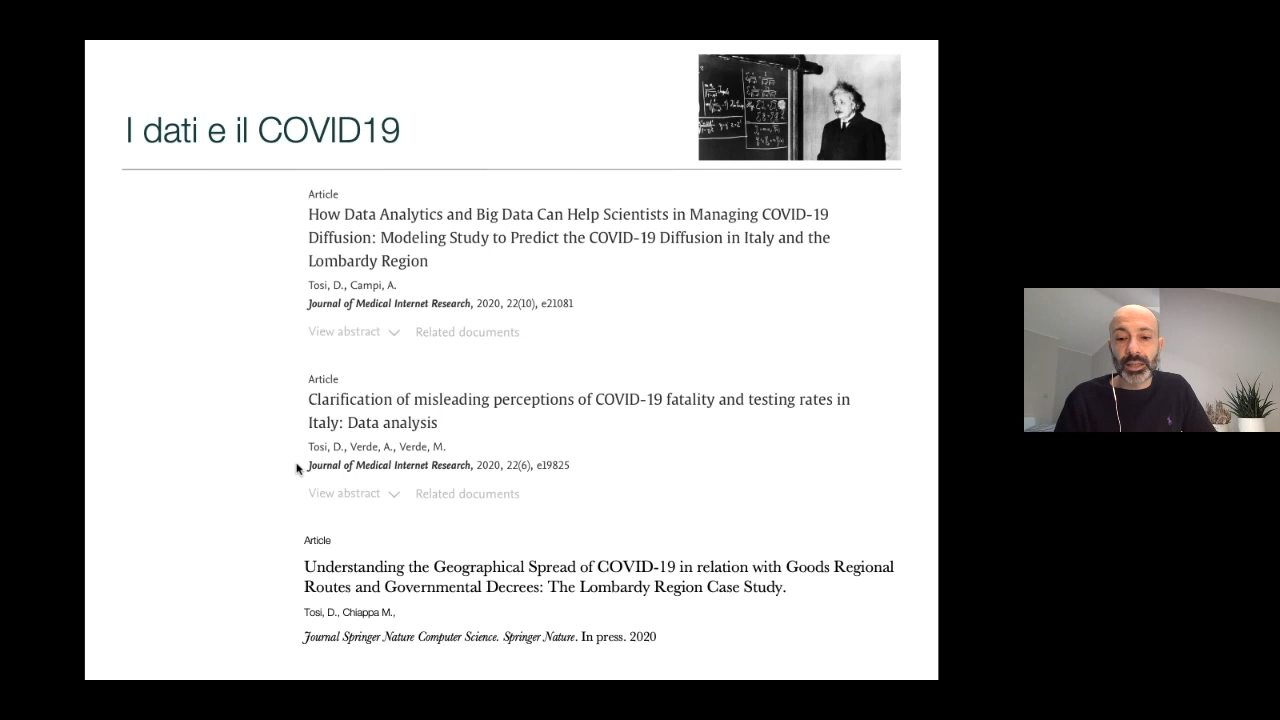 I dati e il COVID19
Article
How Data Analytics and Big Data Can Help Scientists in Managing COVID-19
Diffusion: Modeling Study to Predict the COVID-19 Diffusion in Italy and the
Lombardy Region
Tosi, D., Campi, A.
Journal of Medical Internet Research, 2020, 22(10), e21081
View abstract Related documents
Article
Clarification of misleading perceptions of COVID-19 fatality and testing rates in
Italy: Data analysis
Tosi, D., Verde, A., Verde, M.
Journal of Medical Internet Research, 2020, 22(6), e19825
View abstract Related documents
Article
Understanding the Geographical Spread of COVID-19 in relation with Goods Regional
Routes and Governmental Decrees: The Lombardy Region Case Study.
Tosi, D., Chiappa M.,
Journal Springer Nature Computer Science. Springer Nature. In press. 2020